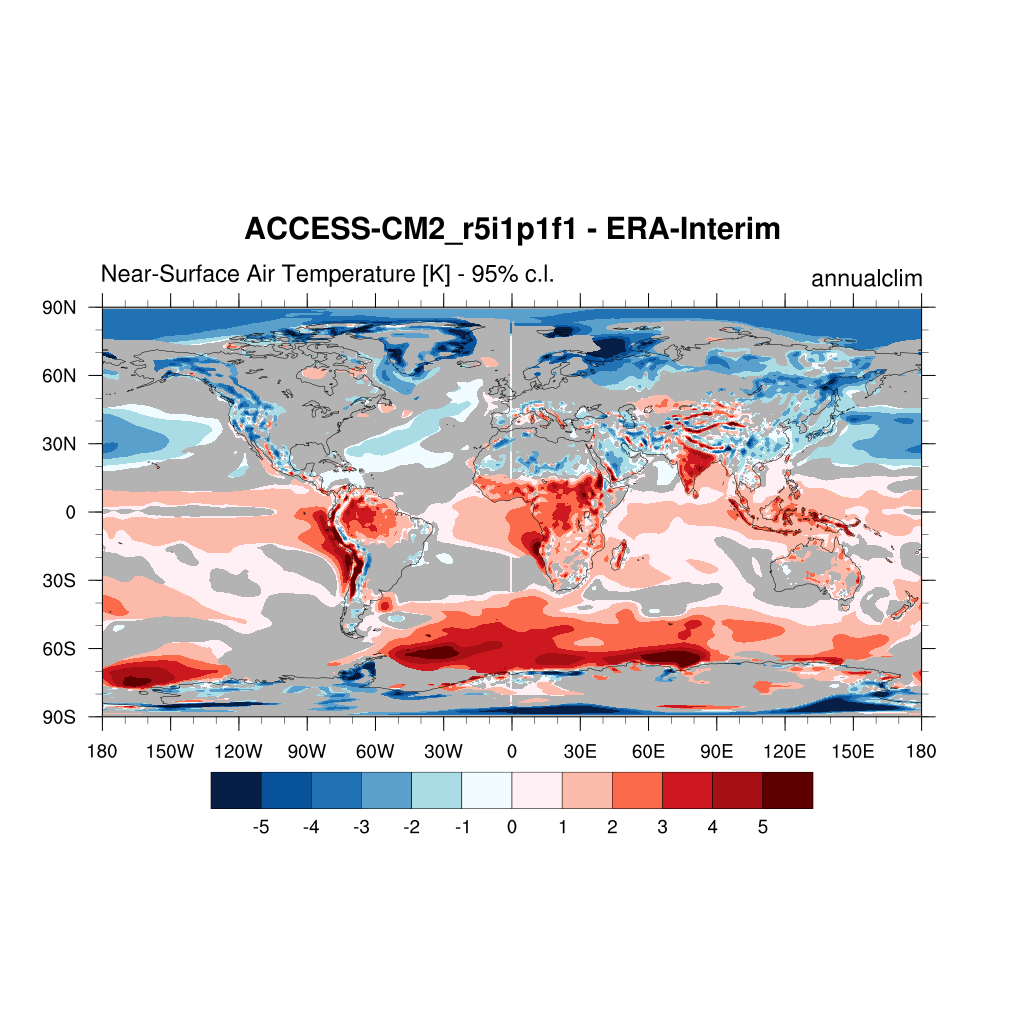 ACCESS-CM2_r5i1p1f1 - ERA-Interim
Near-Surface Air Temperature [K] - 95% c.l.
annualclim
90N
60N
30N
0
30S
60S
90S
180 150W 120W 90W 60W 30W 0 30E 60E 90E 120E 150E 180
-5 -4 -3 -2 -1 0 1 2 3 4 5